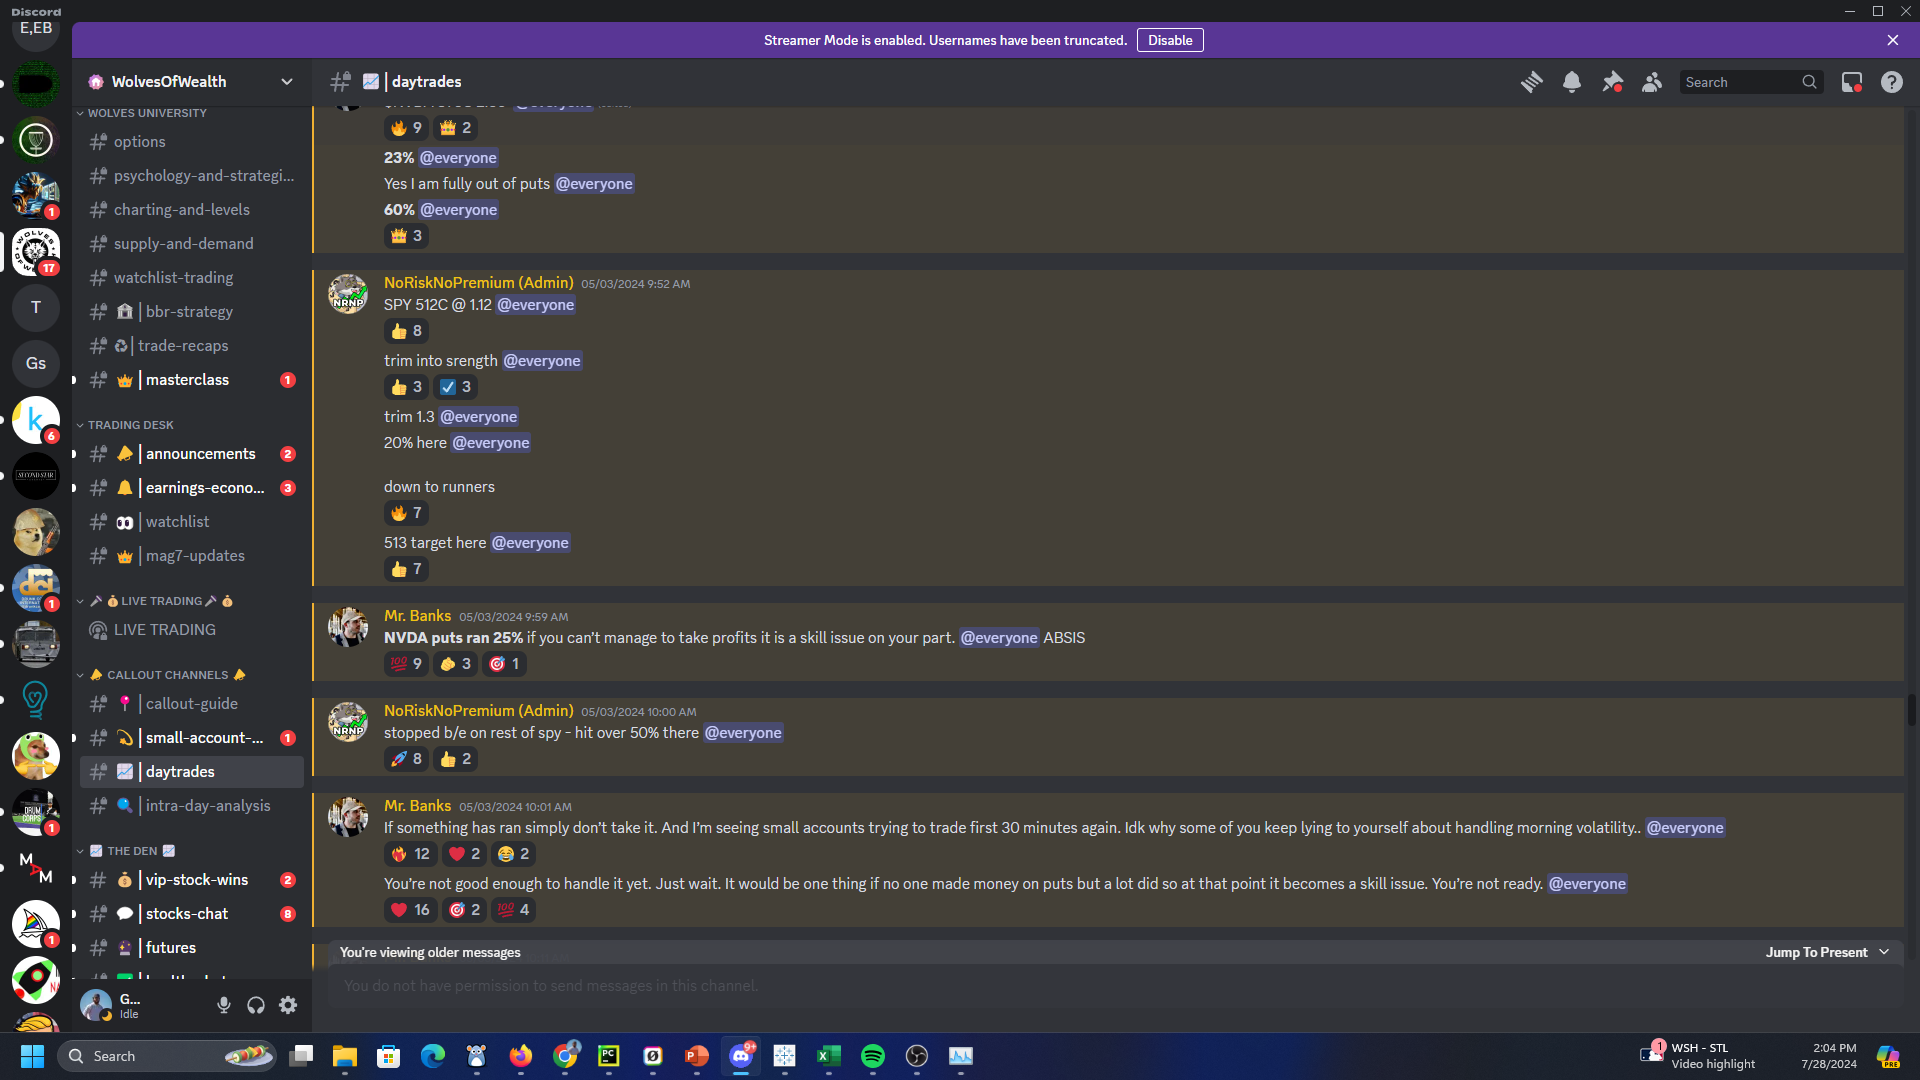 Discord
E,EB
Streamer Mode is enabled. Usernames have been truncated.
Disable
WolvesOfWealth
| daytrades
Search
WOLVES UNIVERSITY
options
psychology-and-strategi...
charting-and-levels
supply-and-demand
watchlist-trading
| bbr-strategy
| trade-recaps
| masterclass
1
TRADING DESK
| announcements
2
| earnings-econo...
3
| watchlist
| mag7-updates
LIVE TRADING
LIVE TRADING
CALLOUT CHANNELS
| callout-guide
| small-account-...
1
| daytrades
| intra-day-analysis
THE DEN
| vip-stock-wins
2
| stocks-chat
8
| futures
1
WOLVES
17
T
Gs
k
6
SECOND STAR
dci
1
DRUM
CORPS
1
M
A
M
1
G...
Idle
@everyone
9
2
23% @everyone
Yes I am fully out of puts @everyone
60% @everyone
3
NRNP
NoRiskNoPremium (Admin) 05/03/2024 9:52 AM
SPY 512C @ 1.12 @everyone
8
trim into srength @everyone
3
3
trim 1.3 @everyone
20% here @everyone
down to runners
7
513 target here @everyone
7
Mr. Banks 05/03/2024 9:59 AM
NVDA puts ran 25% if you can't manage to take profits it is a skill issue on your part. @everyone ABSIS
9
3
1
NRNP
NoRiskNoPremium (Admin) 05/03/2024 10:00 AM
stopped b/e on rest of spy - hit over 50% there @everyone
8
2
Mr. Banks 05/03/2024 10:01 AM
If something has ran simply don't take it. And I'm seeing small accounts trying to trade first 30 minutes again. Idk why some of you keep lying to yourself about handling morning volatility.. @everyone
12
2
2
You're not good enough to handle it yet. Just wait. It would be one thing if no one made money on puts but a lot did so at that point it becomes a skill issue. You're not ready. @everyone
16
2
4
You're viewing older messages
Jump To Present
You do not have permission to send messages in this channel.
Search
PC
P
9+
X
1
WSH - STL
Video highlight
2:04 PM
7/28/2024
PRE